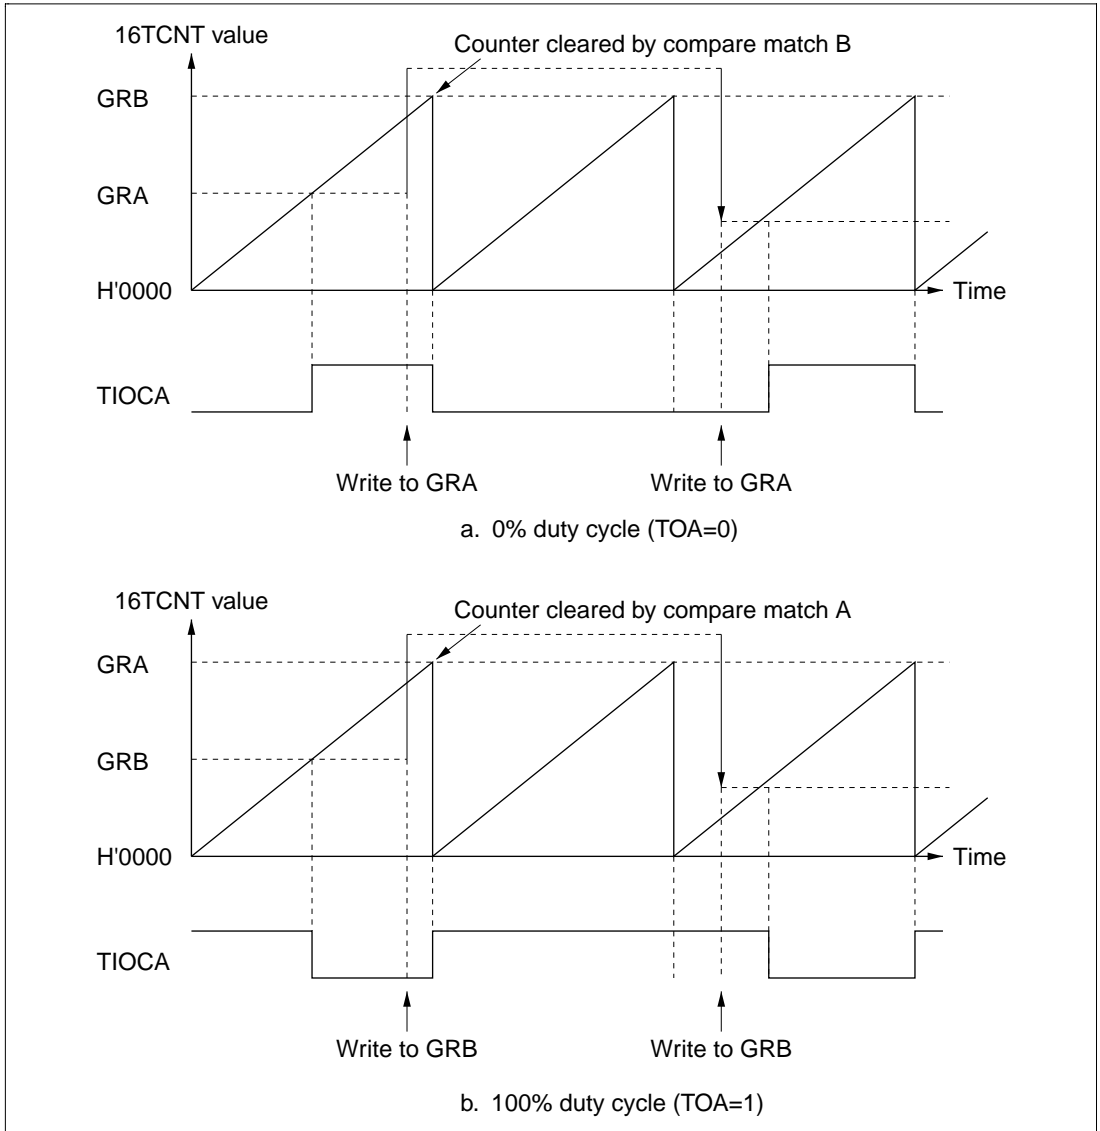 16TCNT value
Counter cleared by compare match B
GRB
GRA
H'0000
Time
TIOCA
Write to GRA
Write to GRA
a. 0% duty cycle (TOA=0)
16TCNT value
Counter cleared by compare match A
GRA
GRB
H'0000
Time
TIOCA
Write to GRB
Write to GRB
b. 100% duty cycle (TOA=1)